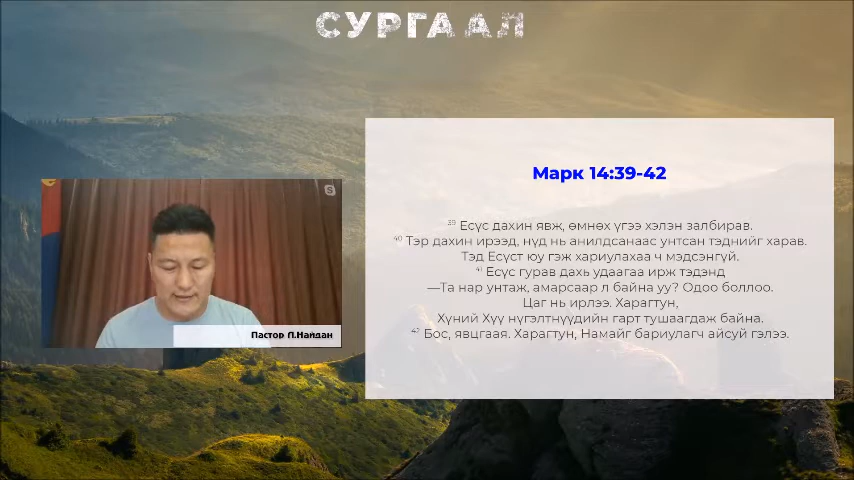 СУРГААЛ
Марк 14:39-42
39 Есүс дахин явж, өмнөх үгээ хэлэн залбирав.
40 Тэр дахин ирээд, нүд нь анилдсанаас унтсан тэднийг харав.
Тэд Есүст юу гэж хариулахаа ч мэдсэнгүй.
41 Есүс гурав дахь удаагаа ирж тэдэнд
—Та нар унтаж, амарсаар л байна уу? Одоо боллоо.
Цаг нь ирлээ. Харагтун,
Хүний Хүү нүгэлтнүүдийн гарт тушаагдаж байна.
42 Бос, явцгаая. Харагтун, Намайг бариулагч айсуй гэлээ.
Пастор Л.Найдан